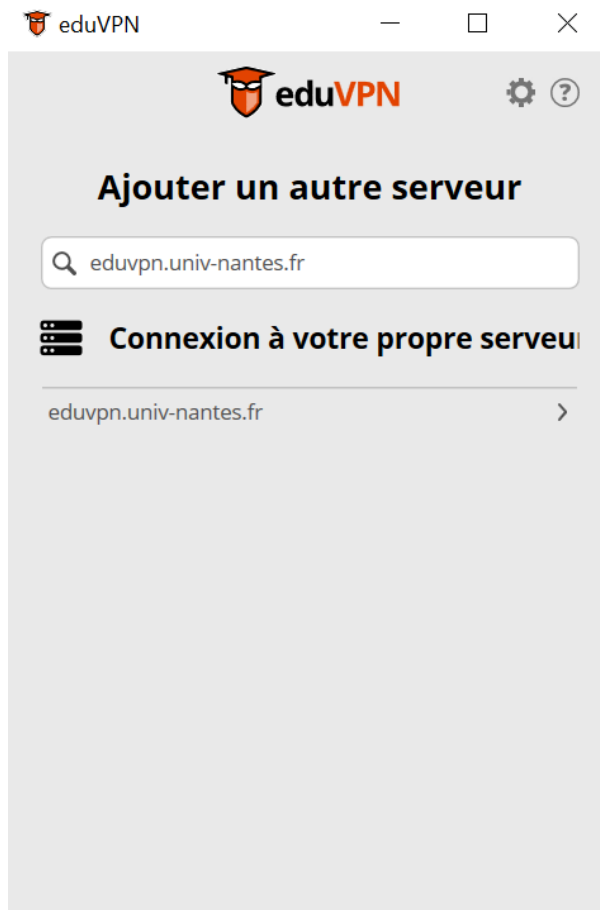 eduVPN
eduVPN
Ajouter un autre serveur
eduvpn.univ-nantes.fr
Connexion à votre propre serveu
eduvpn.univ-nantes.fr